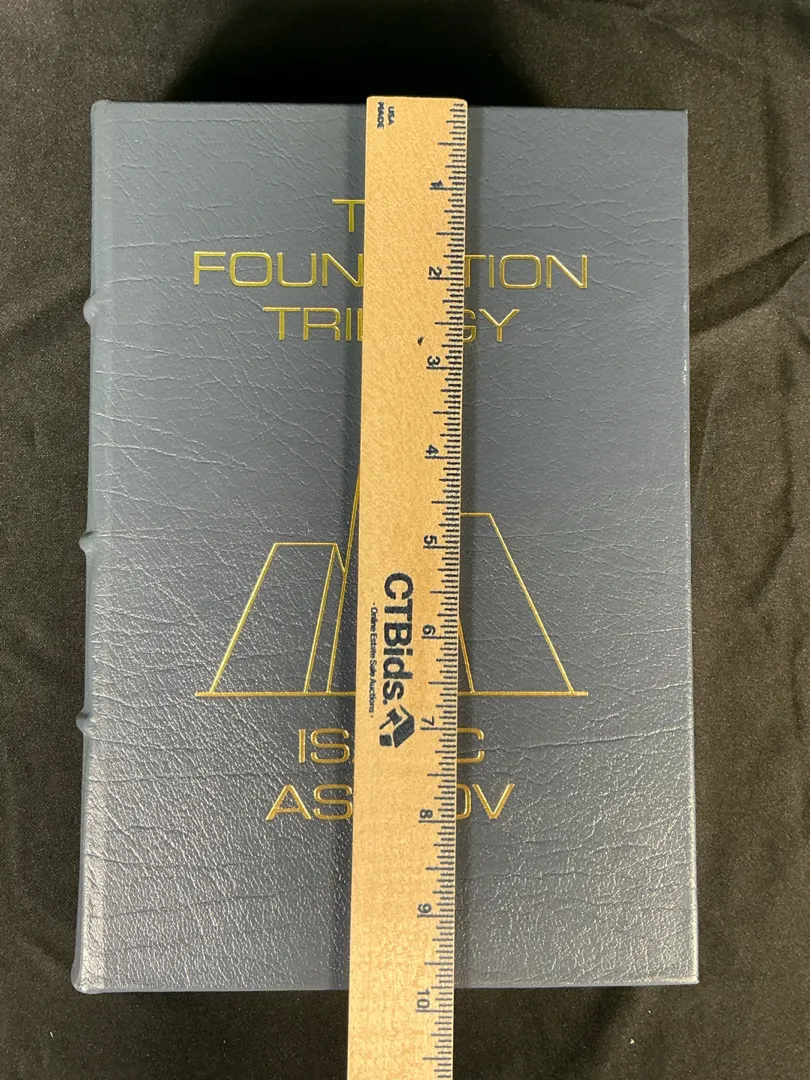 USA
MADE
T
FOUN TION
TRI GY
IS C
AS OV
1
2
3
4
5
6
7
8
9
10
CTBids.
· Online Estate Sale Auctions ·